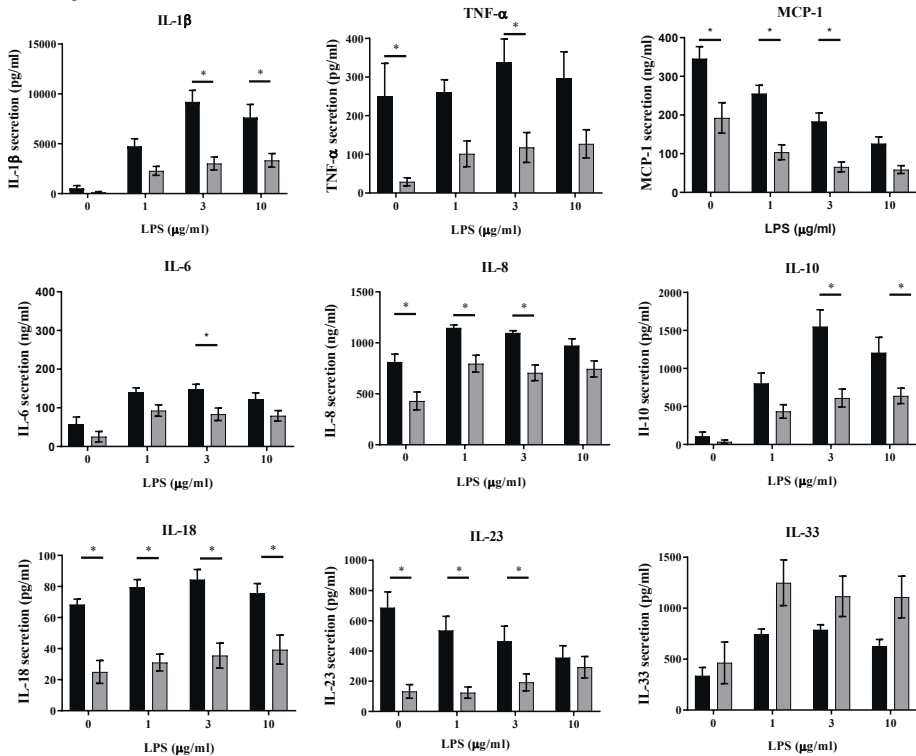 IL-1β
IL-1β secretion (pg/ml)
15000
10000
5000
0
* *
0 1 3 10
LPS (µg/ml)
TNF-α
TNF-α secretion (pg/ml)
400
300
200
100
0
* *
0 1 3 10
LPS (µg/ml)
MCP-1
MCP-1 secretion (ng/ml)
400
300
200
100
0
* * *
0 1 3 10
LPS (µg/ml)
IL-6
IL-6 secretion (ng/ml)
400
300
200
100
0
*
0 1 3 10
LPS (µg/ml)
IL-8
IL-8 secretion (ng/ml)
1500
1000
500
0
* * *
0 1 3 10
LPS (µg/ml)
IL-10
Il-10 secretion (pg/ml)
2000
1500
1000
500
0
* *
0 1 3 10
LPS (µg/ml)
IL-18
IL-18 secretion (pg/ml)
100
80
60
40
20
0
* * * *
0 1 3 10
LPS (µg/ml)
IL-23
IL-23 secretion (pg/ml)
1000
800
600
400
200
0
* * *
0 1 3 10
LPS (µg/ml)
IL-33
IL-33 secretion (pg/ml)
1500
1000
500
0
0 1 3 10
LPS (µg/ml)